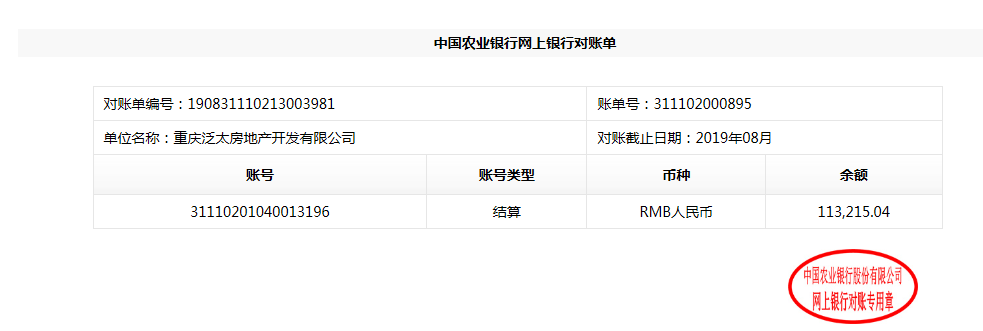 中国农业银行网上银行对账单
对账单编号：190831110213003981 账单号：311102000895
单位名称：重庆泛太房地产开发有限公司 对账截止日期：2019年08月
账号 账号类型 币种 余额
31110201040013196 结算 RMB人民币 113,215.04
中国农业银行股份有限公司
网上银行对账专用章